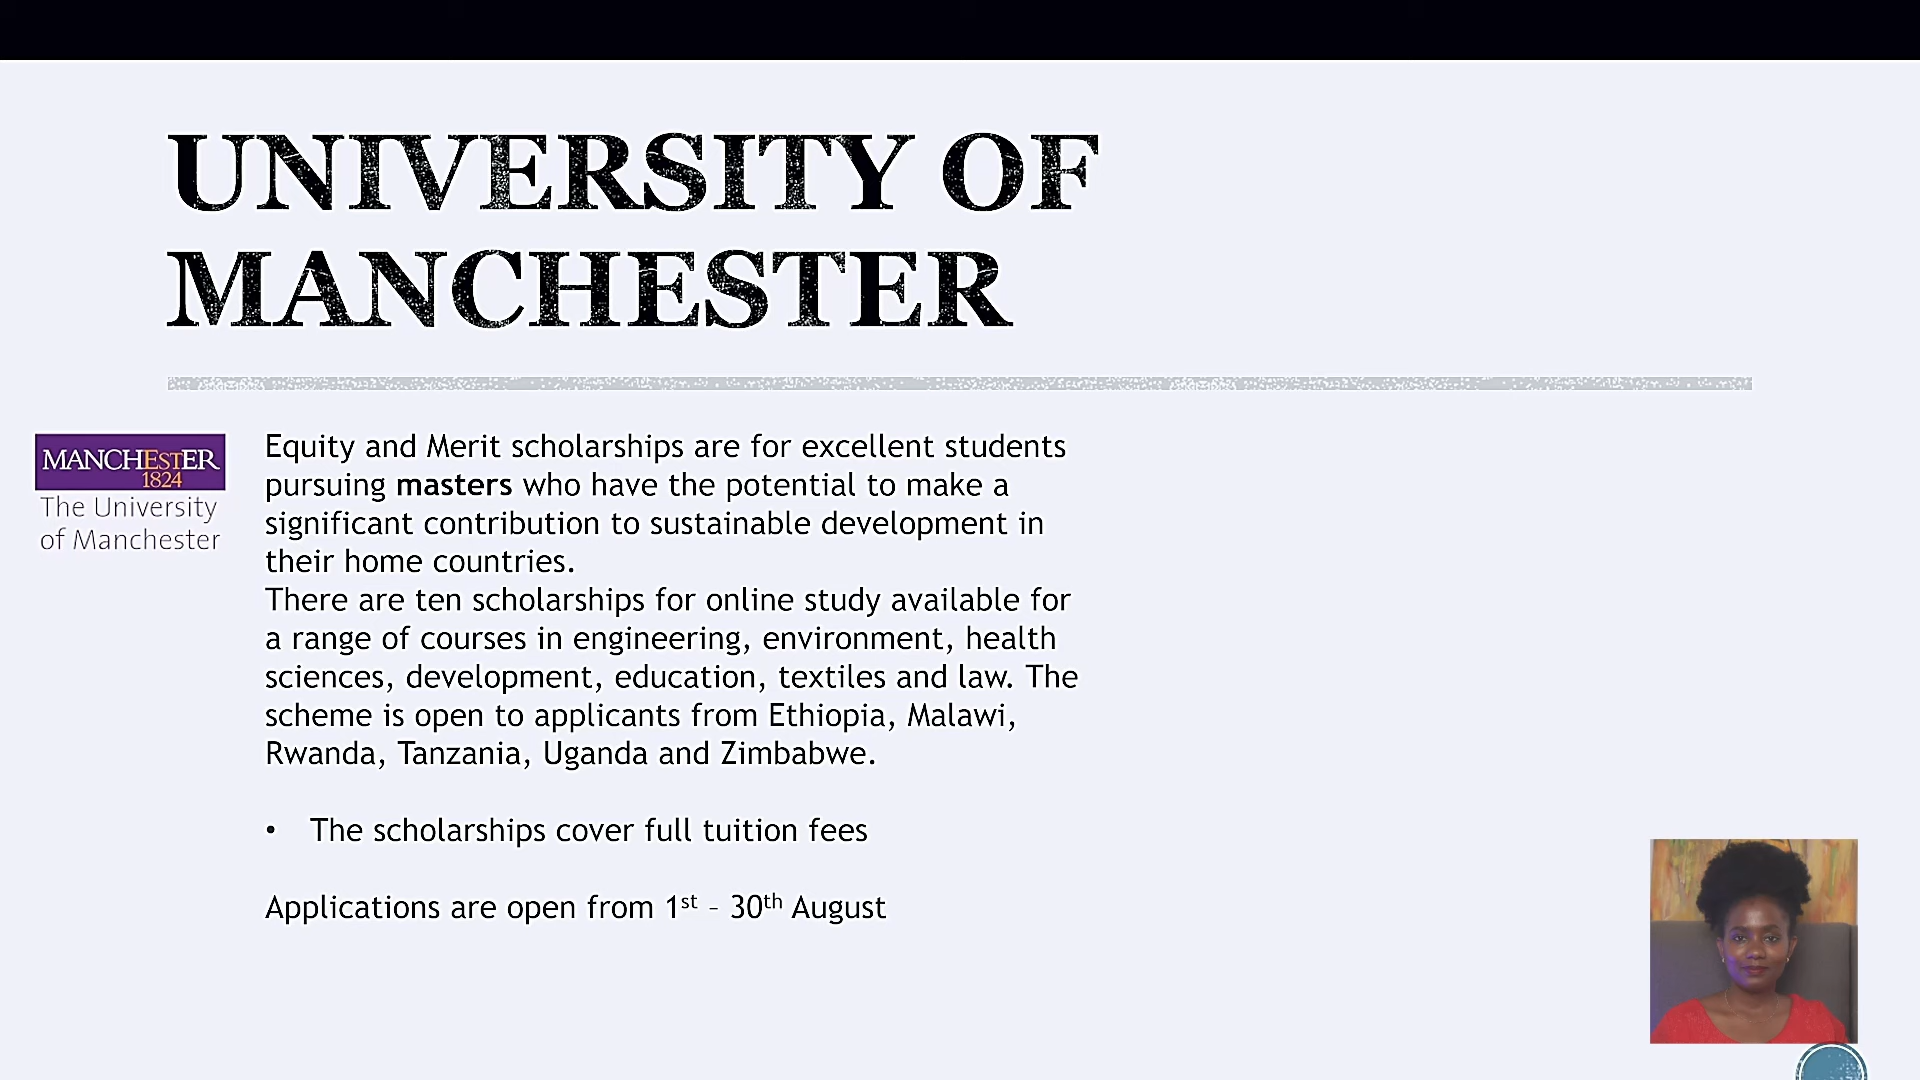 UNIVERSITY OF
MANCHESTER
MANCHESTER
1824
The University
of Manchester
Equity and Merit scholarships are for excellent students
pursuing masters who have the potential to make a
significant contribution to sustainable development in
their home countries.
There are ten scholarships for online study available for
a range of courses in engineering, environment, health
sciences, development, education, textiles and law. The
scheme is open to applicants from Ethiopia, Malawi,
Rwanda, Tanzania, Uganda and Zimbabwe.
• The scholarships cover full tuition fees
Applications are open from 1st – 30th August